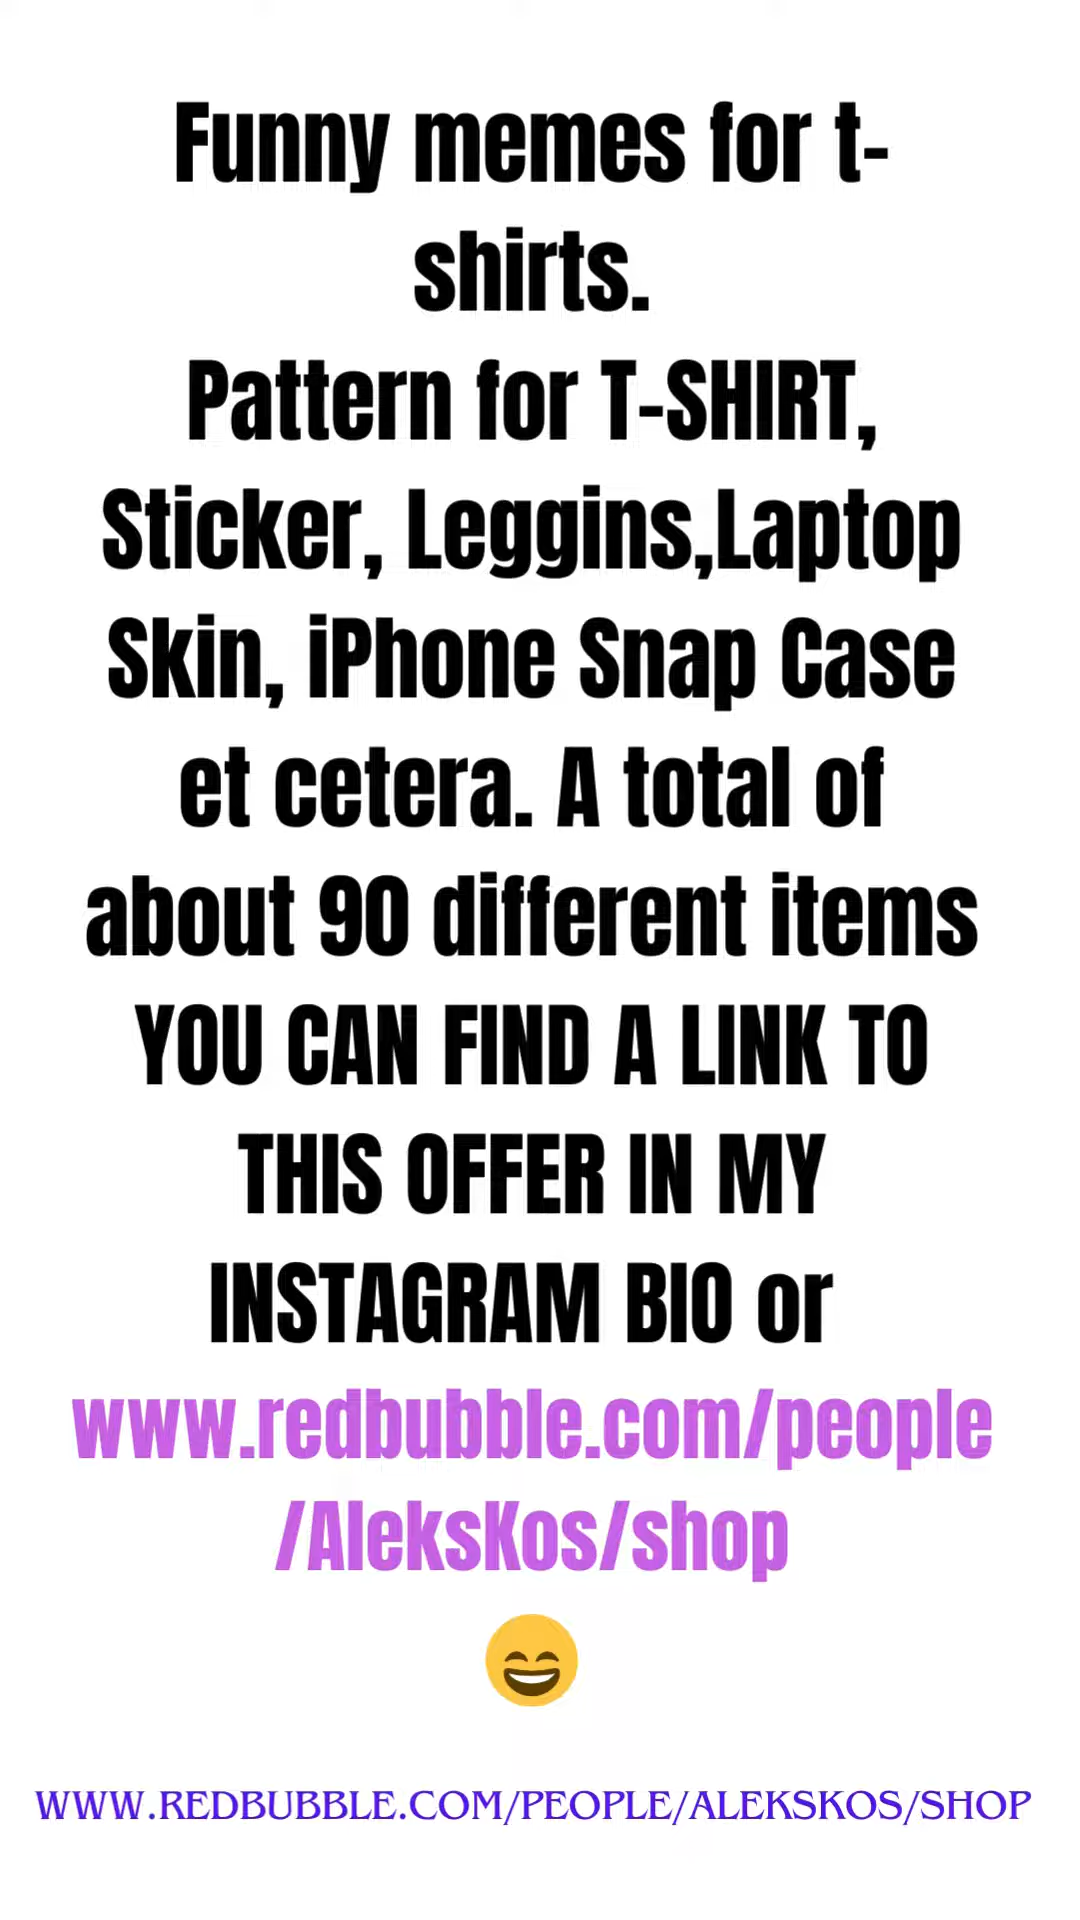 Funny memes for t-
shirts.
Pattern for T-SHIRT,
Sticker, Leggins,Laptop
Skin, iPhone Snap Case
et cetera. A total of
about 90 different items
YOU CAN FIND A LINK TO
THIS OFFER IN MY
INSTAGRAM BIO or
www.redbubble.com/people
/AleksKos/shop
WWW.REDBUBBLE.COM/PEOPLE/ALEKSKOS/SHOP